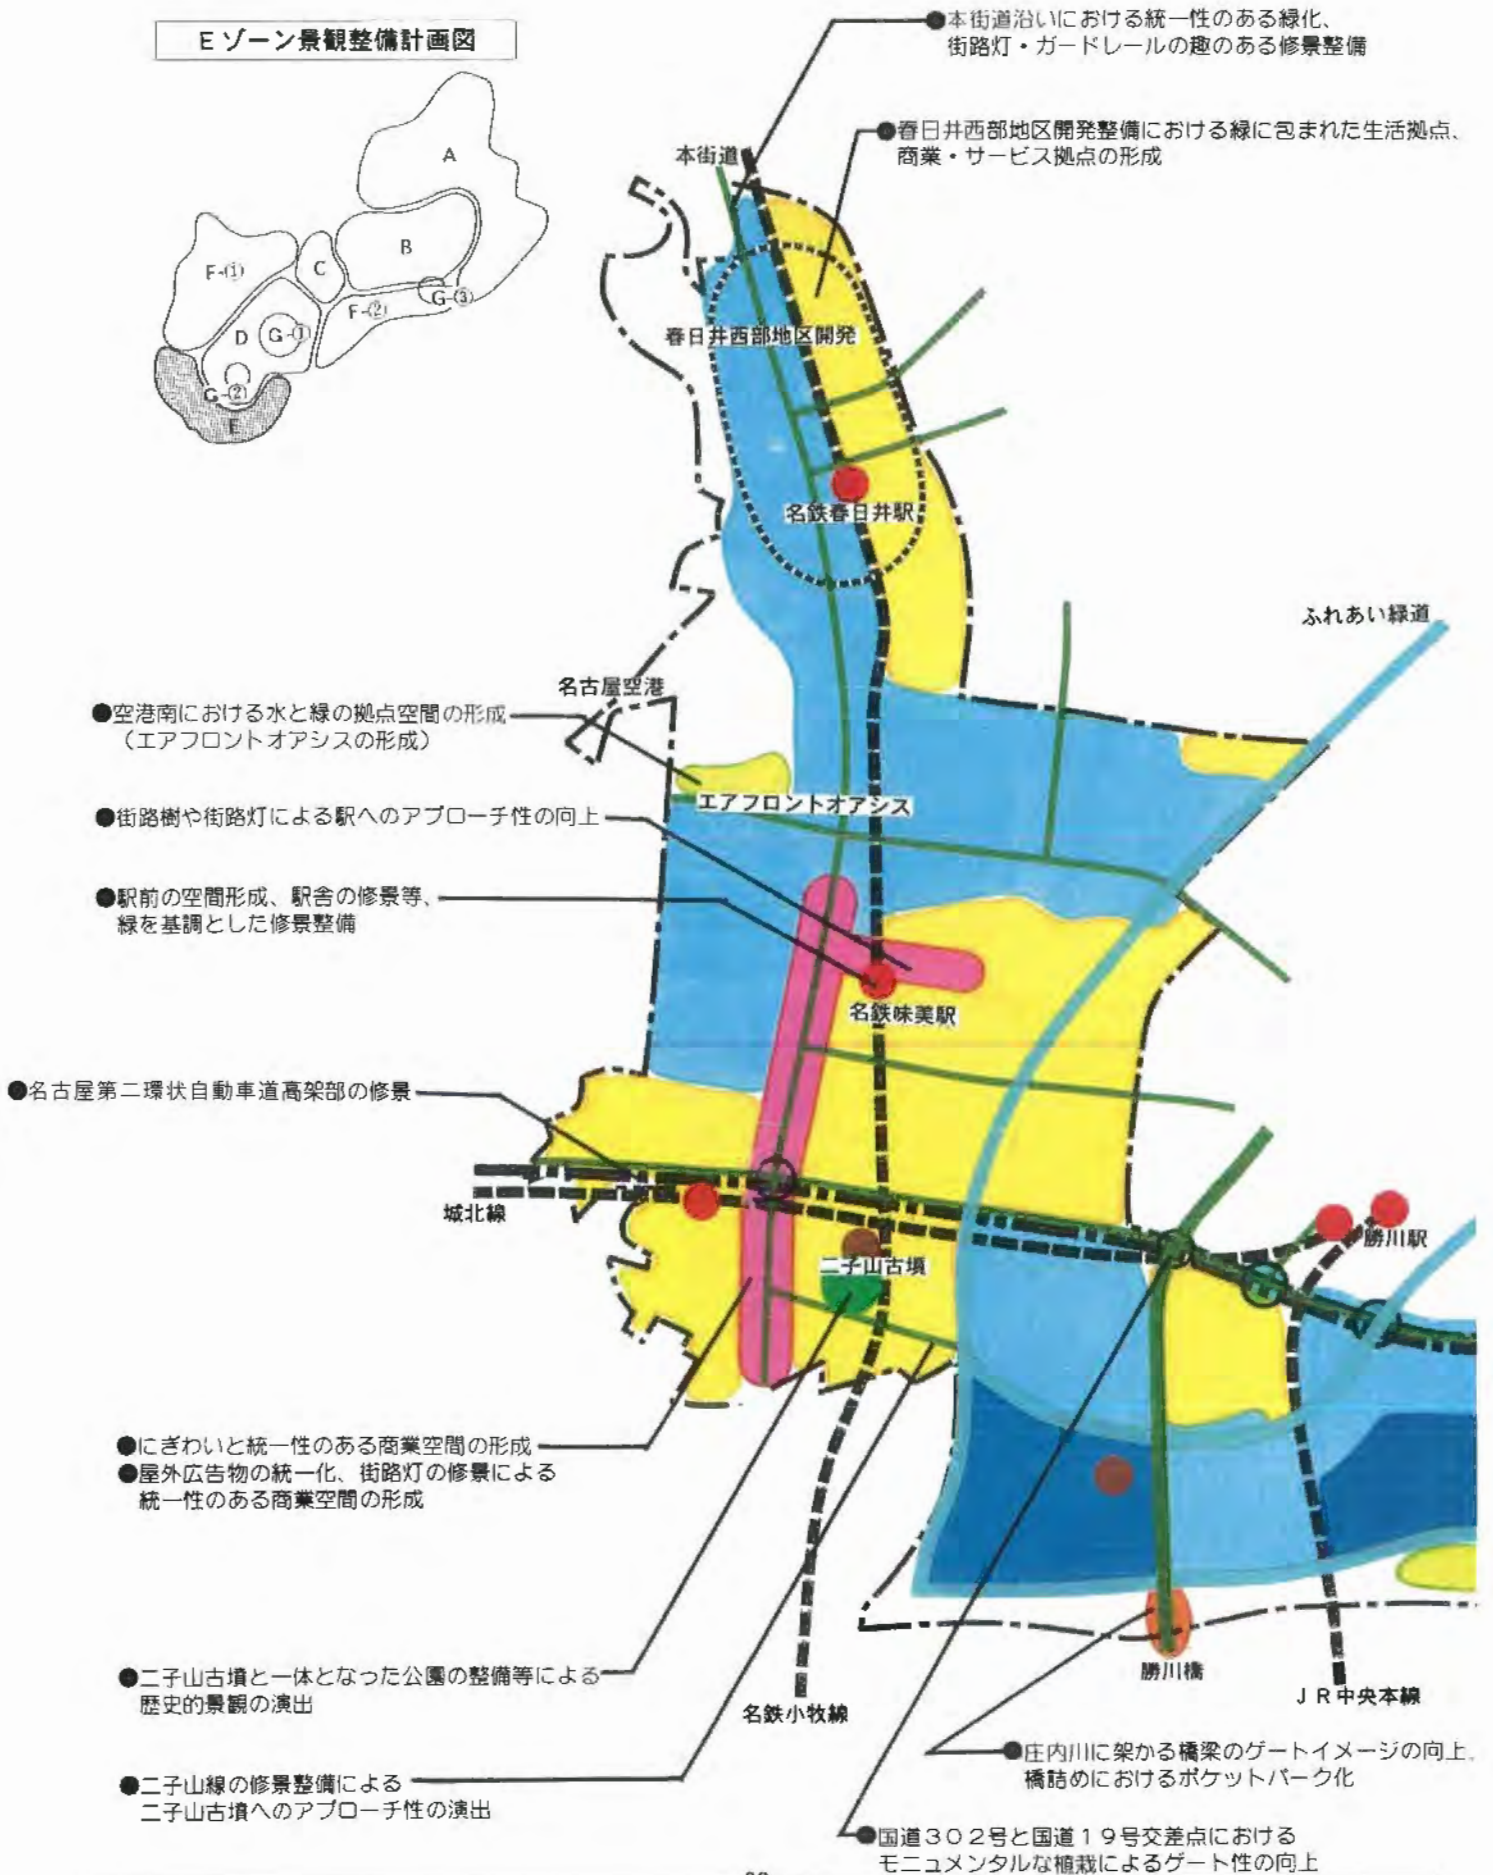 Eゾーン景観整備計画図
A
B
C
F-①
F-②
G-③
D
G-①
G-②
E
●本街道沿いにおける統一性のある緑化、
街路灯・ガードレールの趣のある修景整備
●春日井西部地区開発整備における緑に包まれた生活拠点、
商業・サービス拠点の形成
本街道
春日井西部地区開発
名鉄春日井駅
ふれあい緑道
名古屋空港
●空港南における水と緑の拠点空間の形成
（エアフロントオアシスの形成）
エアフロントオアシス
●街路樹や街路灯による駅へのアプローチ性の向上
●駅前の空間形成、駅舎の修景等、
緑を基調とした修景整備
名鉄味美駅
●名古屋第二環状自動車道高架部の修景
城北線
勝川駅
二子山古墳
●にぎわいと統一性のある商業空間の形成
●屋外広告物の統一化、街路灯の修景による
統一性のある商業空間の形成
●二子山古墳と一体となった公園の整備等による
歴史的景観の演出
勝川橋
JR中央本線
名鉄小牧線
●庄内川に架かる橋梁のゲートイメージの向上、
橋詰めにおけるポケットパーク化
●二子山線の修景整備による
二子山古墳へのアプローチ性の演出
●国道302号と国道19号交差点における
モニュメンタルな植栽によるゲート性の向上